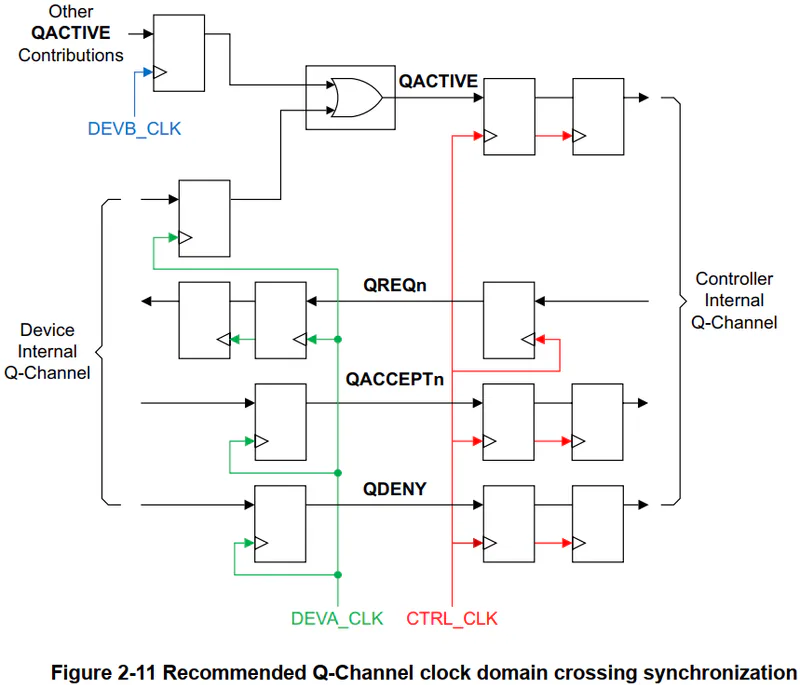 Other
QACTIVE
Contributions
DEVB_CLK
QACTIVE
QREQn
Controller
Internal
Q-Channel
Device
Internal
Q-Channel
QACCEPTn
QDENY
DEVA_CLK
CTRL_CLK
Figure 2-11 Recommended Q-Channel clock domain crossing synchronization